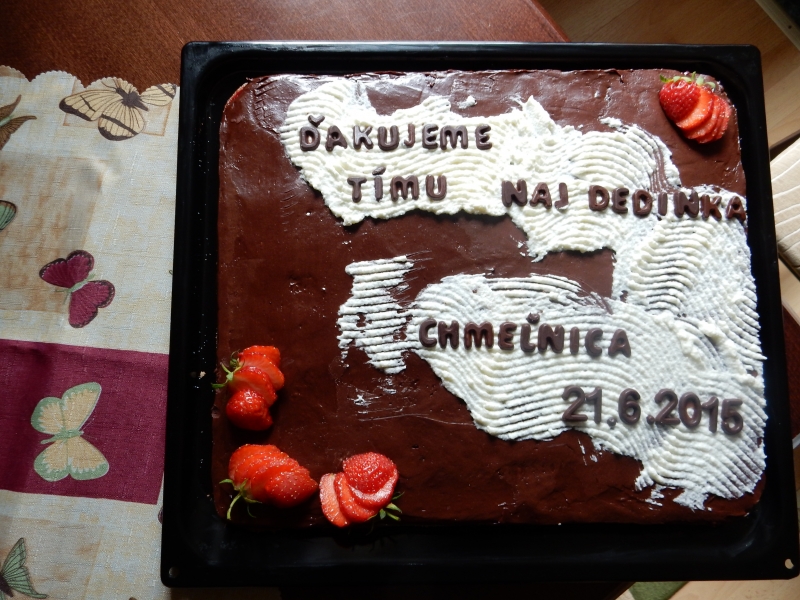 ĎAKUJEME
TÍMU NAJ DEDINKA
CHMEĽNICA
21.6.2015